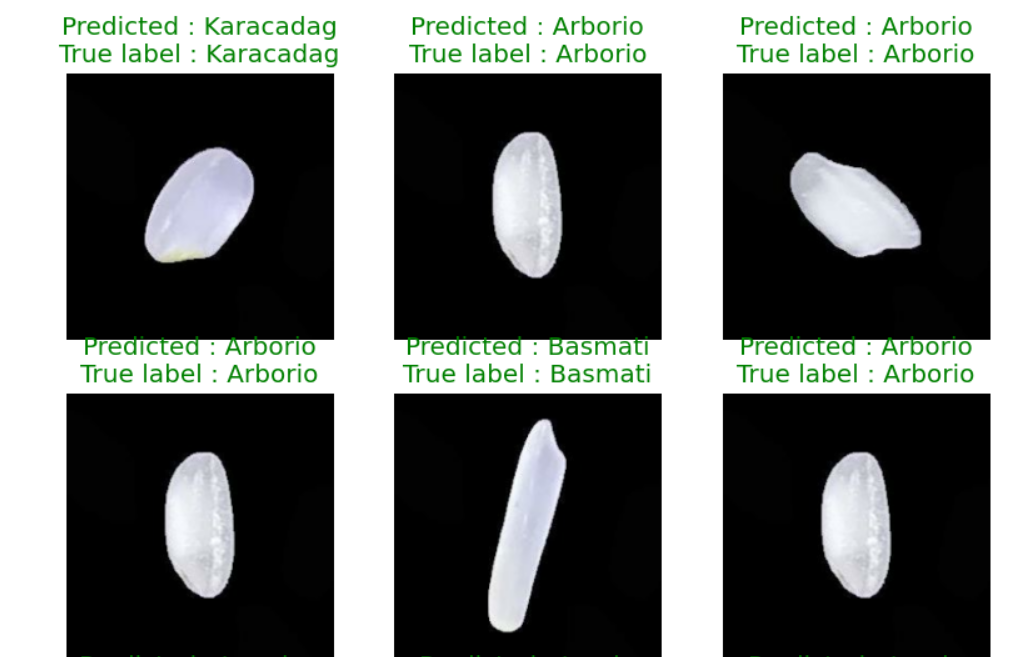 Predicted : Karacadag
True label : Karacadag
Predicted : Arborio
True label : Arborio
Predicted : Arborio
True label : Arborio
Predicted : Arborio
True label : Arborio
Predicted : Basmati
True label : Basmati
Predicted : Arborio
True label : Arborio